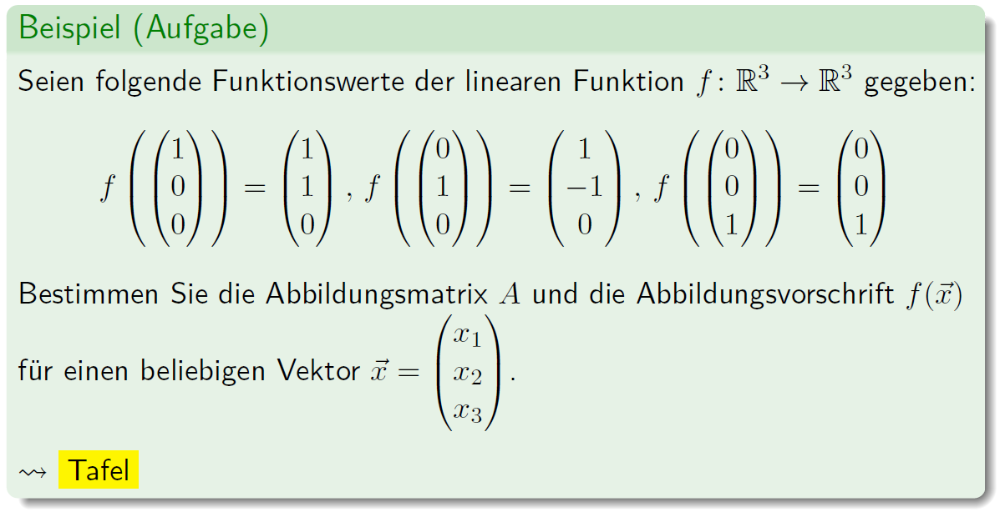 Beispiel (Aufgabe)
Seien folgende Funktionswerte der linearen Funktion $f\colon \mathbb{R}^3 \to \mathbb{R}^3$ gegeben:
$f\left(\begin{pmatrix}1\\0\\0\end{pmatrix}\right) = \begin{pmatrix}1\\1\\0\end{pmatrix}, f\left(\begin{pmatrix}0\\1\\0\end{pmatrix}\right) = \begin{pmatrix}1\\-1\\0\end{pmatrix}, f\left(\begin{pmatrix}0\\0\\1\end{pmatrix}\right) = \begin{pmatrix}0\\0\\1\end{pmatrix}$
Bestimmen Sie die Abbildungsmatrix $A$ und die Abbildungsvorschrift $f(\vec{x})$
für einen beliebigen Vektor $\vec{x} = \begin{pmatrix}x_1\\x_2\\x_3\end{pmatrix}$.
⇝ Tafel